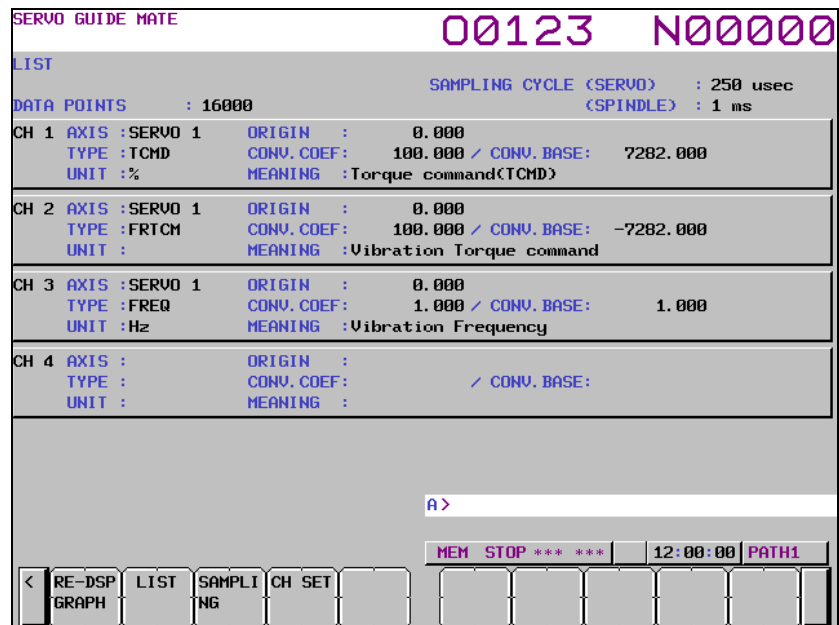 SERVO GUIDE MATE O0123 N00000
LIST
SAMPLING CYCLE (SERVO) : 250 usec
DATA POINTS : 16000 (SPINDLE) : 1 ms
CH 1 AXIS :SERVO 1 ORIGIN : 0.000
TYPE :TCMD CONV.COEF: 100.000 / CONV.BASE: 7282.000
UNIT :% MEANING :Torque command(TCMD)
CH 2 AXIS :SERVO 1 ORIGIN : 0.000
TYPE :FRTCM CONV.COEF: 100.000 / CONV.BASE: -7282.000
UNIT : MEANING :Vibration Torque command
CH 3 AXIS :SERVO 1 ORIGIN : 0.000
TYPE :FREQ CONV.COEF: 1.000 / CONV.BASE: 1.000
UNIT :Hz MEANING :Vibration Frequency
CH 4 AXIS : ORIGIN :
TYPE : CONV.COEF: / CONV.BASE:
UNIT : MEANING :
A>
MEM STOP *** *** 12:00:00 PATH1
< RE-DSP LIST SAMPLI CH SET
GRAPH NG